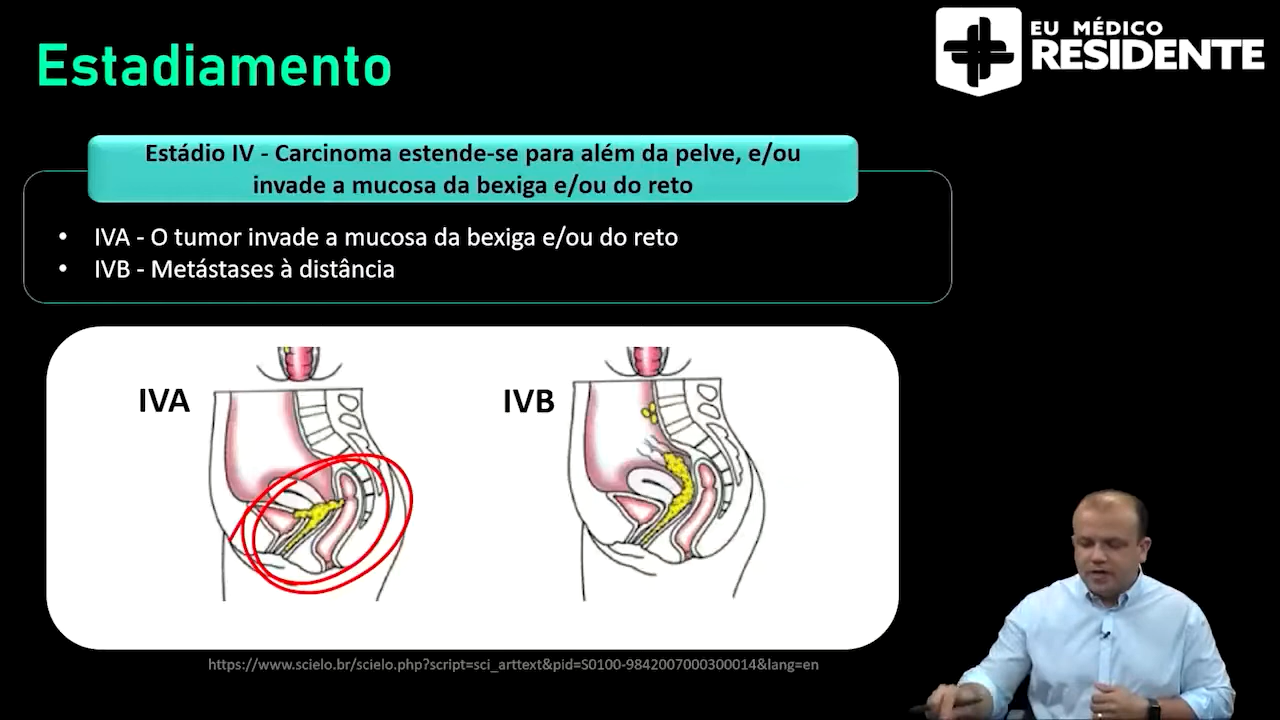 Estadiamento
EU MÉDICO
RESIDENTE
Estádio IV - Carcinoma estende-se para além da pelve, e/ou
invade a mucosa da bexiga e/ou do reto
• IVA - O tumor invade a mucosa da bexiga e/ou do reto
• IVB - Metástases à distância
IVA
IVB
https://www.scielo.br/scielo.php?script=sci_arttext&pid=S0100-9842007000300014&lang=en